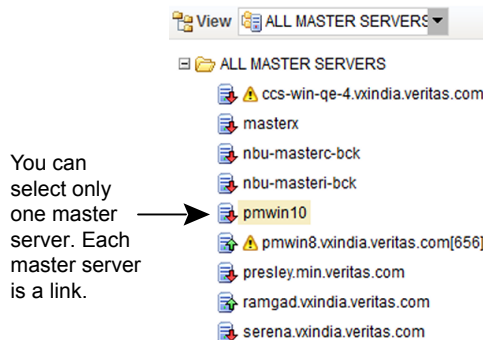 View ALL MASTER SERVERS
ALL MASTER SERVERS
ccs-win-qe-4.vxindia.veritas.com
masterx
nbu-masterc-bck
nbu-masteri-bck
pmwin10
pmwin8.vxindia.veritas.com[656]
presley.min.veritas.com
ramgad.vxindia.veritas.com
serena.vxindia.veritas.com
You can
select only
one master
server. Each
master server
is a link.